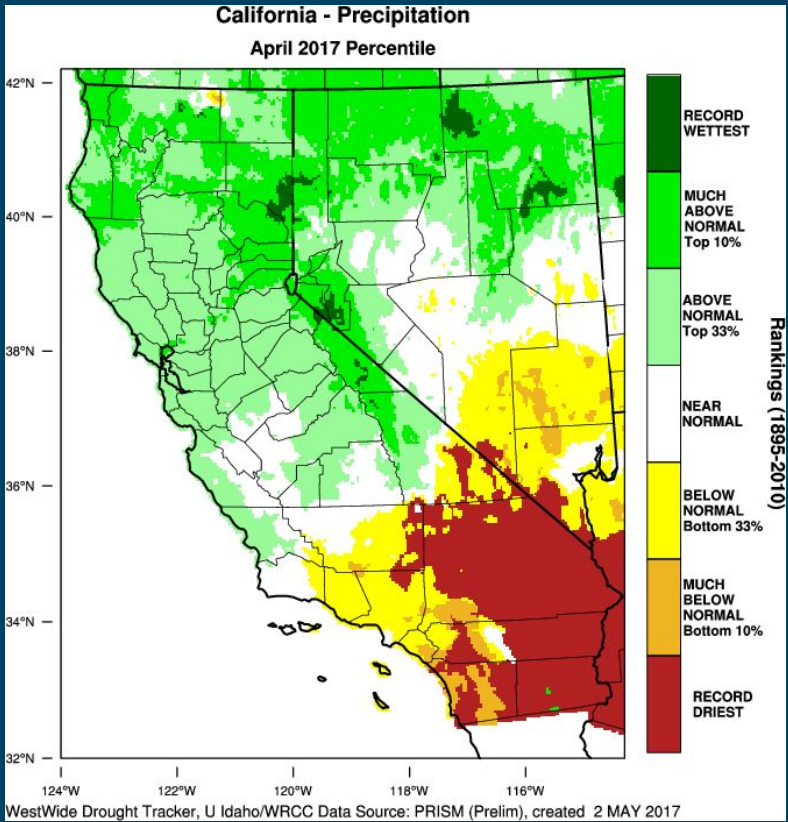 California - Precipitation
April 2017 Percentile
42°N
40°N
38°N
36°N
34°N
32°N
124°W
122°W
120°W
118°W
116°W
RECORD
WETTEST
MUCH
ABOVE
NORMAL
Top 10%
ABOVE
NORMAL
Top 33%
NEAR
NORMAL
BELOW
NORMAL
Bottom 33%
MUCH
BELOW
NORMAL
Bottom 10%
RECORD
DRIEST
Rankings (1895-2010)
WestWide Drought Tracker, U Idaho/WRCC Data Source: PRISM (Prelim), created 2 MAY 2017